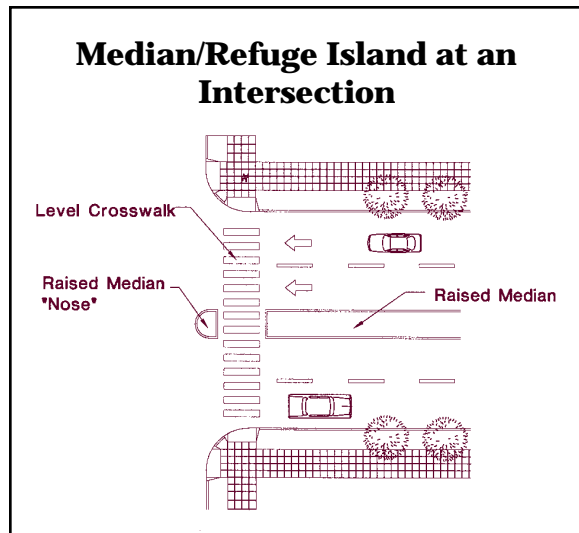 Median/Refuge Island at an
Intersection
Level Crosswalk
Raised Median
"Nose"
Raised Median